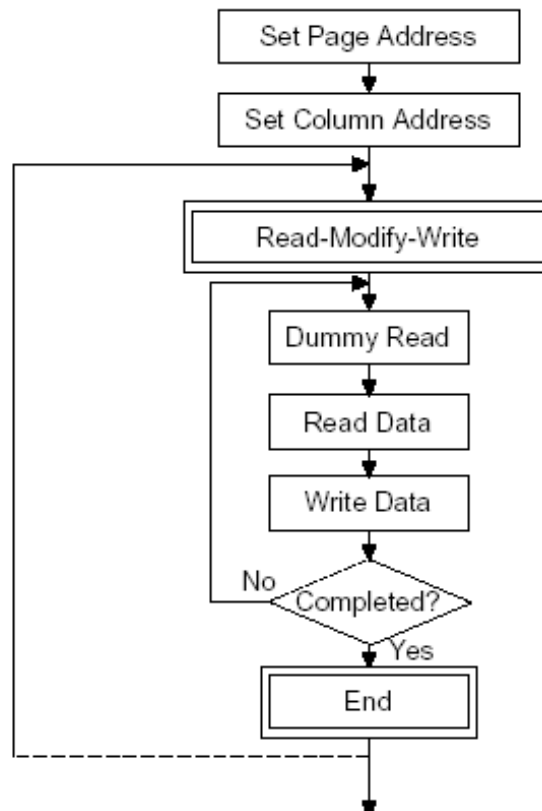 Set Page Address
Set Column Address
Read-Modify-Write
Dummy Read
Read Data
Write Data
No
Completed?
Yes
End